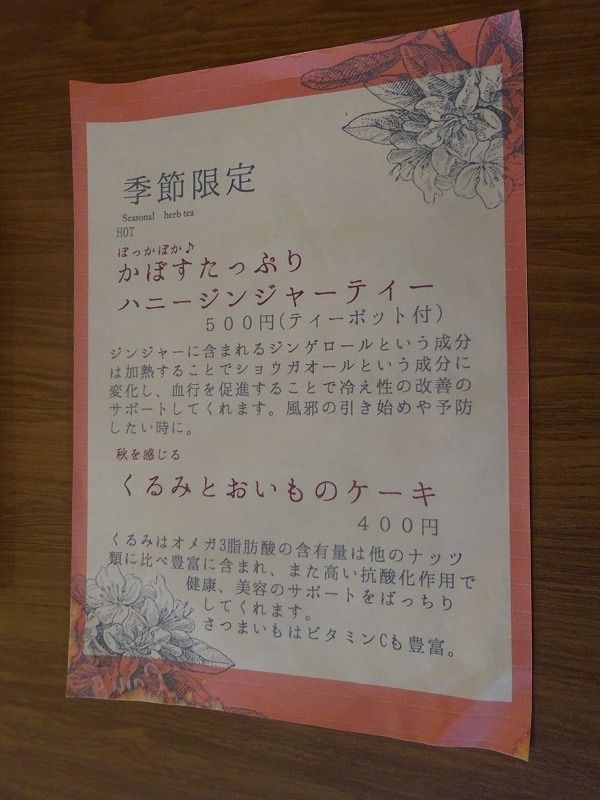 季節限定
Seasonal herb tea
HOT
ぽっかぽか♪
かぼすたっぷり
ハニージンジャーティー
500円(ティーポット付)
ジンジャーに含まれるジンゲロールという成分
は加熱することでショウガオールという成分に
変化し、血行を促進することで冷え性の改善の
サポートしてくれます。風邪の引き始めや予防
したい時に。
秋を感じる
くるみとおいものケーキ
400円
くるみはオメガ3脂肪酸の含有量は他のナッツ
類に比べ豊富に含まれ、また高い抗酸化作用で
健康、美容のサポートをばっちり
してくれます。
さつまいもはビタミンCも豊富。